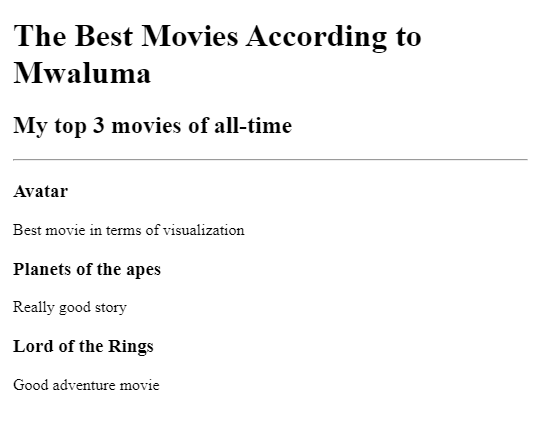 The Best Movies According to
Mwaluma
My top 3 movies of all-time
Avatar
Best movie in terms of visualization
Planets of the apes
Really good story
Lord of the Rings
Good adventure movie